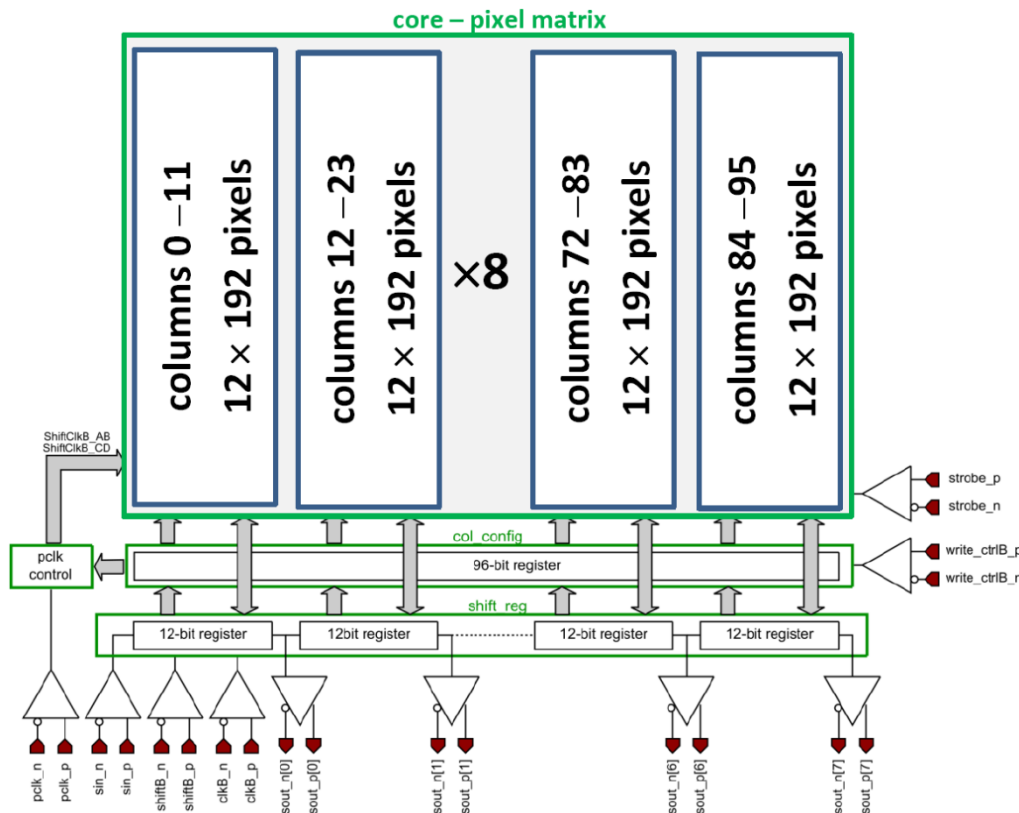 core – pixel matrix
columns 0 –11
12 × 192 pixels
columns 12 –23
12 × 192 pixels
×8
columns 72 –83
12 × 192 pixels
columns 84 –95
12 × 192 pixels
ShiftClkB_AB
ShiftClkB_CD
strobe_p
strobe_n
col_config
pclk
control
96-bit register
write_ctrlB_p
write_ctrlB_n
shift_reg
12-bit register
12bit register
12-bit register
12-bit register
pclk_n
pclk_p
sin_n
sin_p
shiftB_n
shiftB_p
clkB_n
clkB_p
sout_n[0]
sout_p[0]
sout_n[1]
sout_p[1]
sout_n[6]
sout_p[6]
sout_n[7]
sout_p[7]